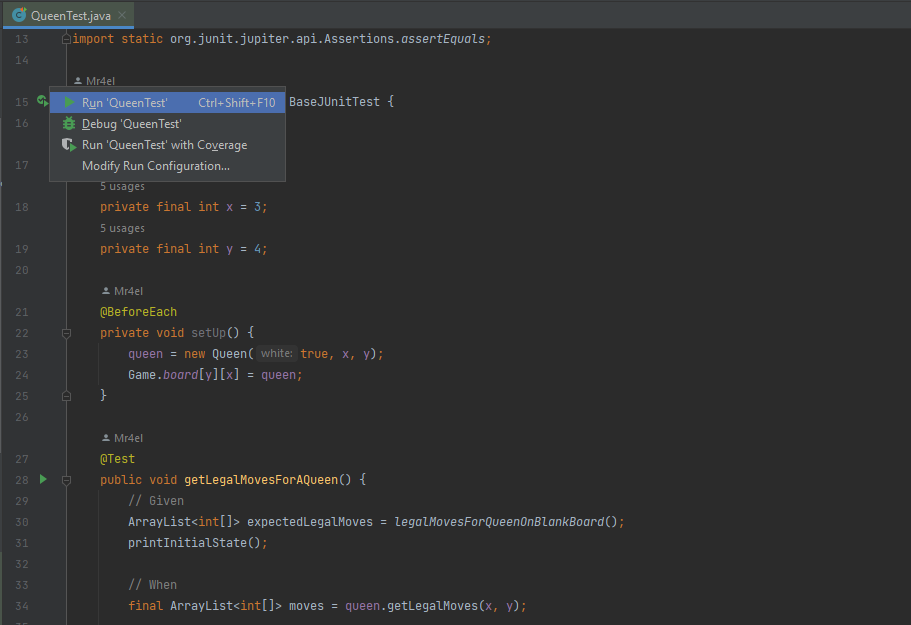 QueenTest.java
13 import static org.junit.jupiter.api.Assertions.assertEquals;
14
Mr4el
15 BaseJUnitTest {
Run 'QueenTest' Ctrl+Shift+F10
16 Debug 'QueenTest'
Run 'QueenTest' with Coverage
17 Modify Run Configuration...
5 usages
18 private final int x = 3;
5 usages
19 private final int y = 4;
20
Mr4el
21 @BeforeEach
22 private void setUp() {
23 queen = new Queen( white: true, x, y);
24 Game.board[y][x] = queen;
25 }
26
Mr4el
27 @Test
28 public void getLegalMovesForAQueen() {
29 // Given
30 ArrayList<int[]> expectedLegalMoves = legalMovesForQueenOnBlankBoard();
31 printInitialState();
32
33 // When
34 final ArrayList<int[]> moves = queen.getLegalMoves(x, y);